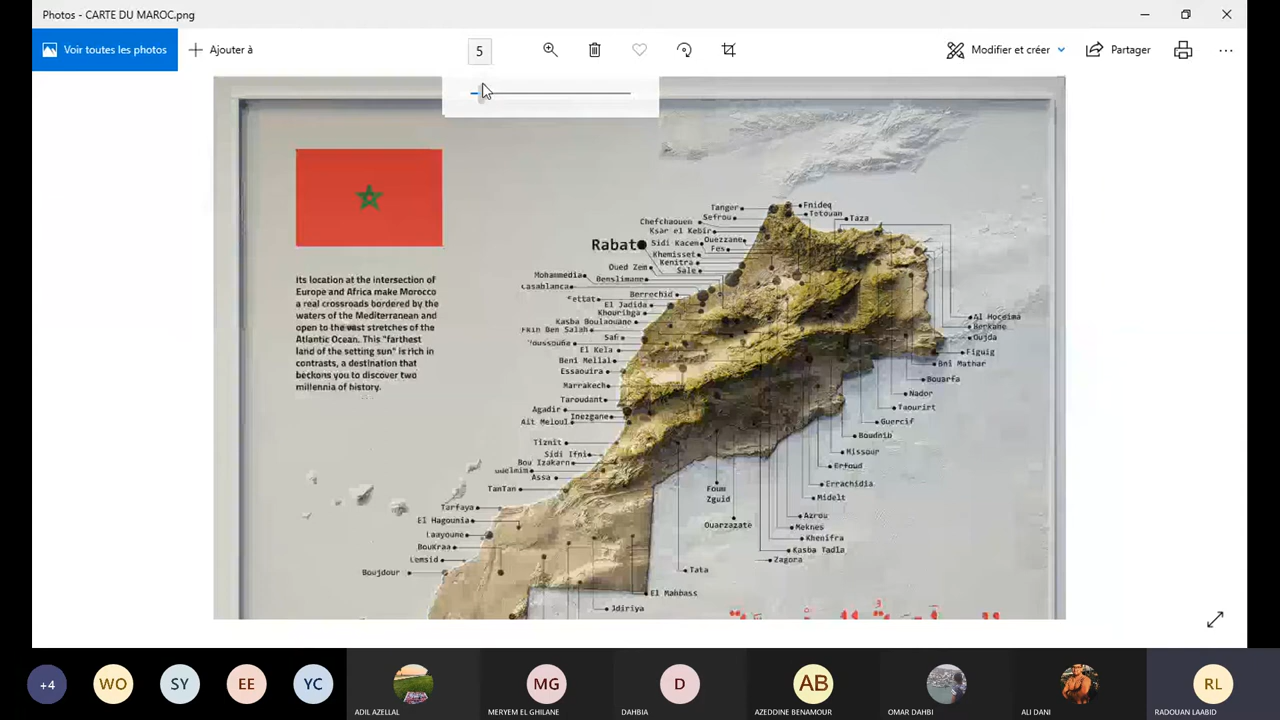 Photos - CARTE DU MAROC.png
Voir toutes les photos
Ajouter à
5
Modifier et créer
Partager
Its location at the intersection of
Europe and Africa make Morocco
a real crossroads bordered by the
waters of the Mediterranean and
open to the vast stretches of the
Atlantic Ocean. This "farthest
land of the setting sun" is rich in
contrasts, a destination that
beckons you to discover two
millennia of history.
Tanger
Fnideq
Sefrou
Tetouan
Taza
Chefchaouen
Ksar el Kebir
Rabat
Sidi Kacem
Ouezzane
Fes
Khemisset
Kenitra
Oued Zem
Sale
Mohammedia
Benslimane
Casablanca
Berrechid
El Jadida
Khouribga
Kasba Boulaouane
Ben Salah
El Kela
Beni Mellal
Essaouira
Marrakech
Taroudant
Agadir
Inezgane
Ait Meloul
Tiznit
Sidi Ifni
Bou Izakarn
Assa
TanTan
Tarfaya
El Hagounia
Laayoune
BouKraa
Lemsid
Boujdour
Al Hoceima
Berkane
Oujda
Figuig
Bni Mathar
Bouarfa
Nador
Taourirt
Guercif
Boudnib
Missour
Erfoud
Errachidia
Midelt
Azrou
Meknes
Khenifra
Kasba Tadla
Zagora
Foum
Zguid
Ouarzazate
Tata
El Mahbass
Jdiriya
+4
WO
SY
EE
YC
MG
D
AB
RL
ADIL AZELLAL
MERYEM EL GHILANE
DAHBIA
AZEDDINE BENAMOUR
OMAR DAHBI
ALI DANI
RADOUAN LAABID